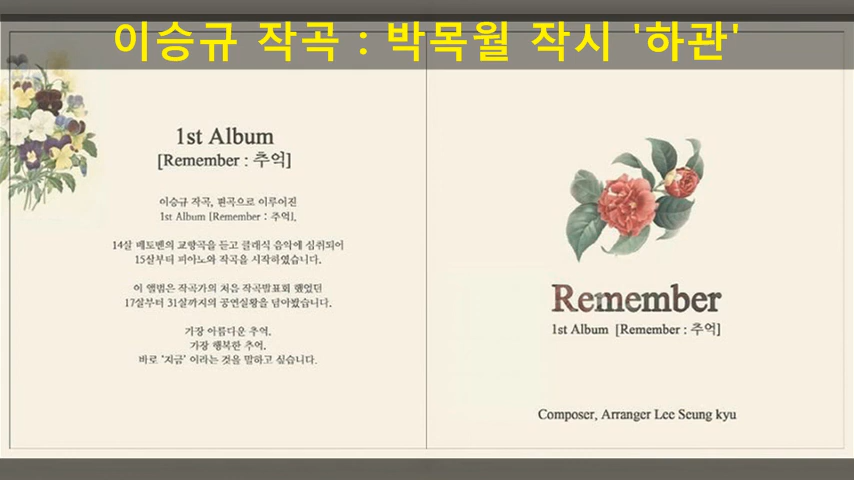 이승규 작곡 : 박목월 작시 '하관'
1st Album
[Remember : 추억]
이승규 작곡, 편곡으로 이루어진
1st Album [Remember : 추억].
14살 베토벤의 교향곡을 듣고 클래식 음악에 심취되어
15살부터 피아노와 작곡을 시작하였습니다.
이 앨범은 작곡가의 처음 작곡발표회 했었던
17살부터 31살까지의 공연실황을 담아봤습니다.
가장 아름다운 추억.
가장 행복한 추억.
바로 '지금' 이라는 것을 말하고 싶습니다.
Remember
1st Album [Remember : 추억]
Composer, Arranger Lee Seung kyu